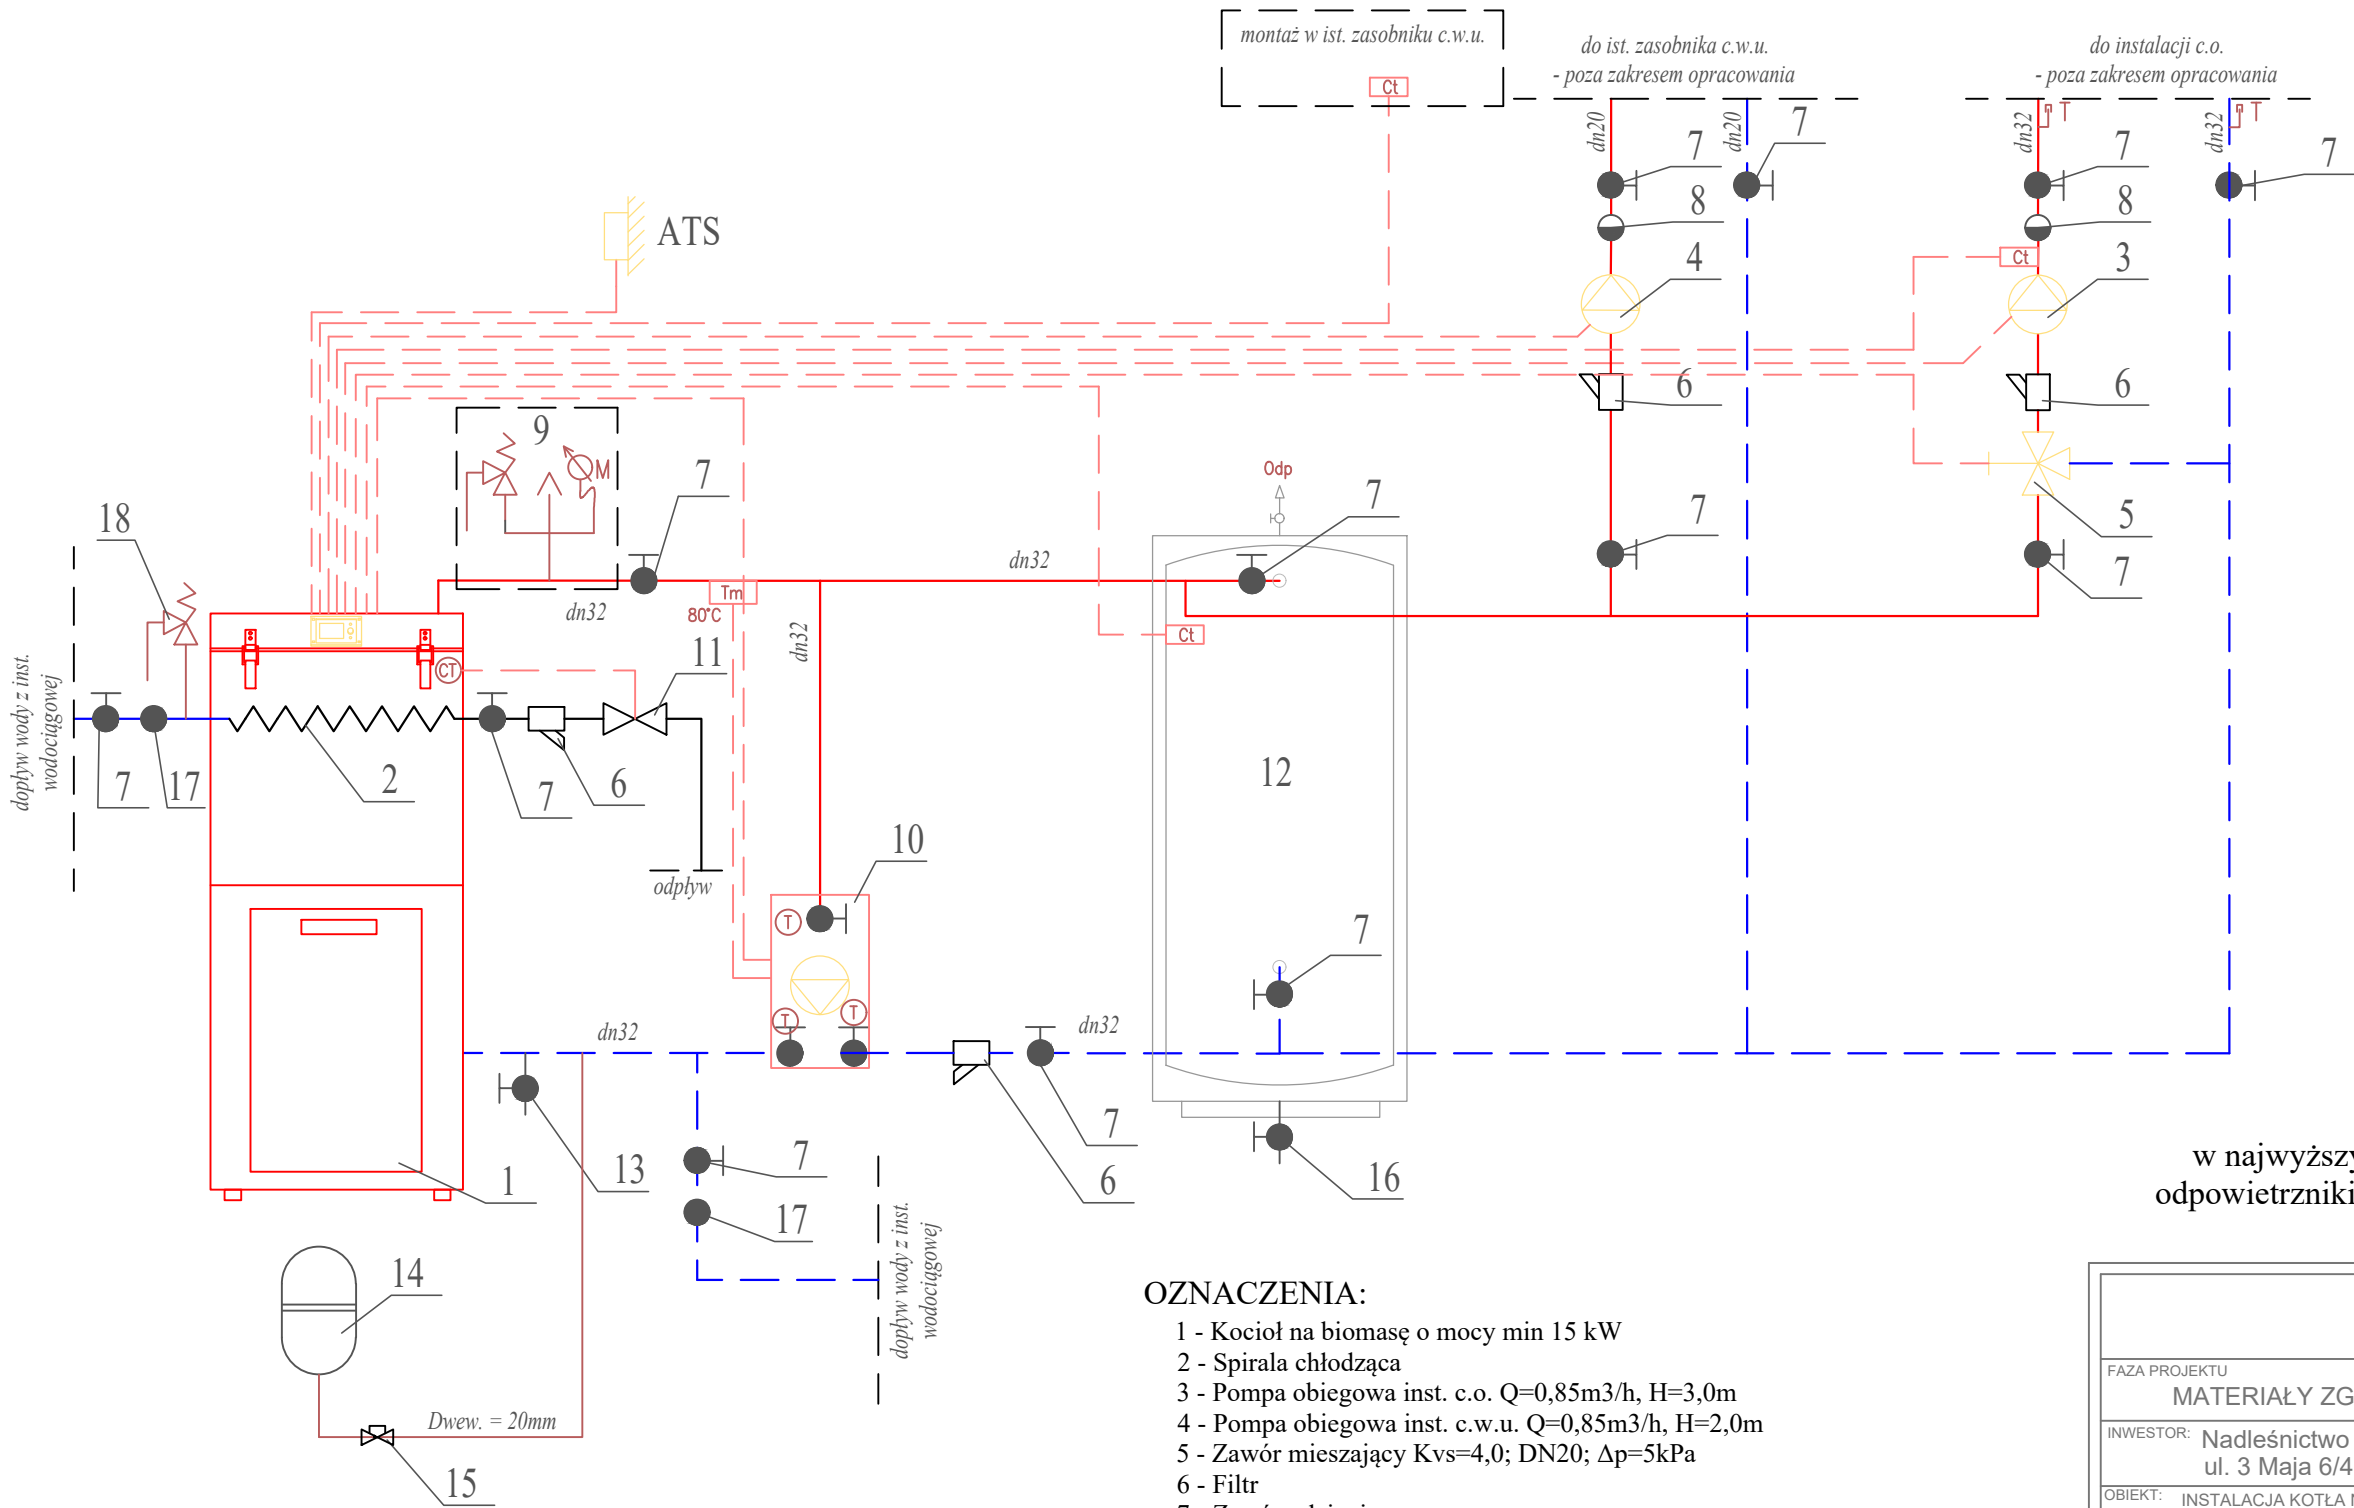 montaż w ist. zasobniku c.w.u.
Ct
do ist. zasobnika c.w.u.
- poza zakresem opracowania
do instalacji c.o.
- poza zakresem opracowania
dn20
dn20
dn32
dn32
T
T
7
7
7
7
8
8
ATS
4
Ct
3
6
6
9
M
7
Odp
7
7
5
7
18
dn32
dn32
Tm
80°C
dn32
Ct
CT
11
dopływ wody z inst.
wodociągowej
7
17
2
7
6
12
odpływ
10
T
T
T
7
dn32
dn32
7
6
13
1
7
17
16
dopływ wody z inst.
wodociągowej
14
Dwew. = 20mm
15
w najwyższy
odpowietrzniki
OZNACZENIA:
1 - Kocioł na biomasę o mocy min 15 kW
2 - Spirala chłodząca
3 - Pompa obiegowa inst. c.o. Q=0,85m3/h, H=3,0m
4 - Pompa obiegowa inst. c.w.u. Q=0,85m3/h, H=2,0m
5 - Zawór mieszający Kvs=4,0; DN20; Δp=5kPa
6 - Filtr
FAZA PROJEKTU
MATERIAŁY ZG
INWESTOR: Nadleśnictwo
ul. 3 Maja 6/4
OBIEKT: INSTALACJA KOTŁA